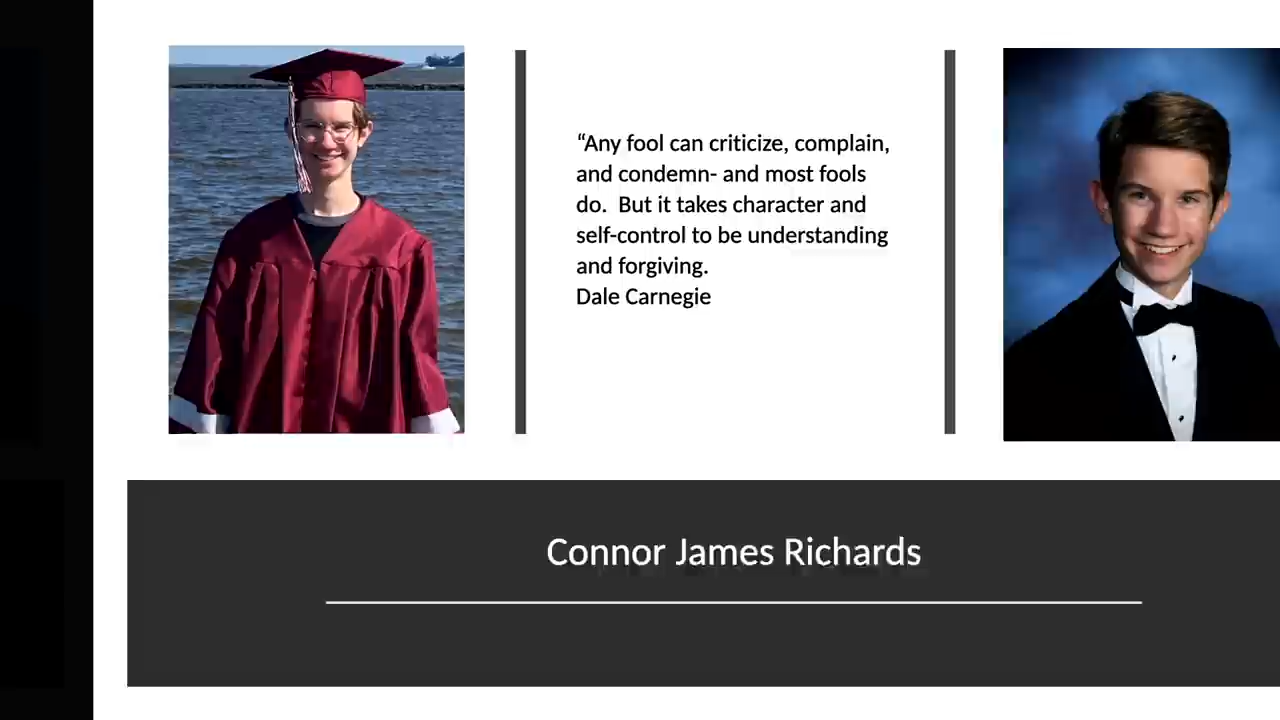 “Any fool can criticize, complain,
and condemn- and most fools
do.  But it takes character and
self-control to be understanding
and forgiving.
Dale Carnegie
Connor James Richards